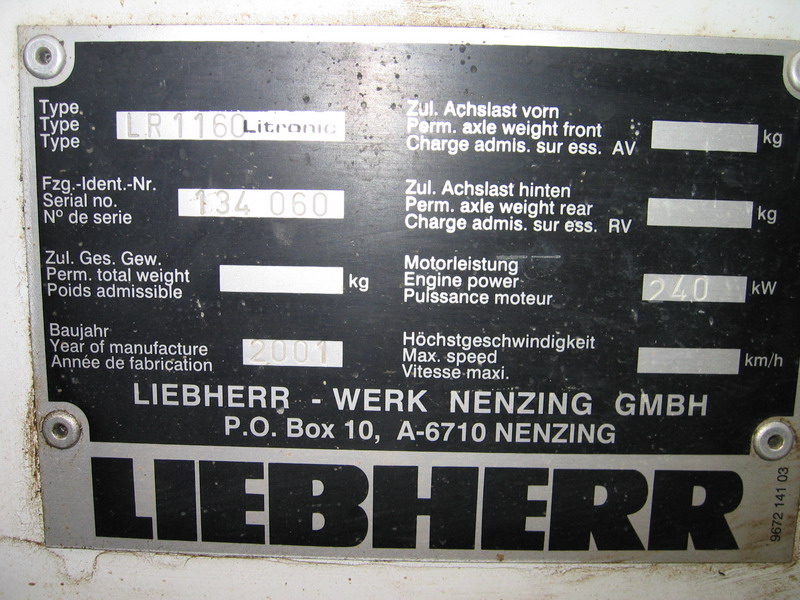 Type
Type LR 1160 Litronic
Type
Fzg.-Ident.-Nr.
Serial no. 134 060
Nº de serie
Zul. Ges. Gew.
Perm. total weight kg
Poids admissible
Baujahr
Year of manufacture 2001
Année de fabrication
Zul. Achslast vorn
Perm. axle weight front kg
Charge admis. sur ess. AV
Zul. Achslast hinten
Perm. axle weight rear kg
Charge admis. sur ess. RV
Motorleistung
Engine power 240 kW
Puissance moteur
Höchstgeschwindigkeit
Max. speed km/h
Vitesse maxi.
LIEBHERR - WERK NENZING GMBH
P.O. Box 10, A-6710 NENZING
LIEBHERR
9672 141 03